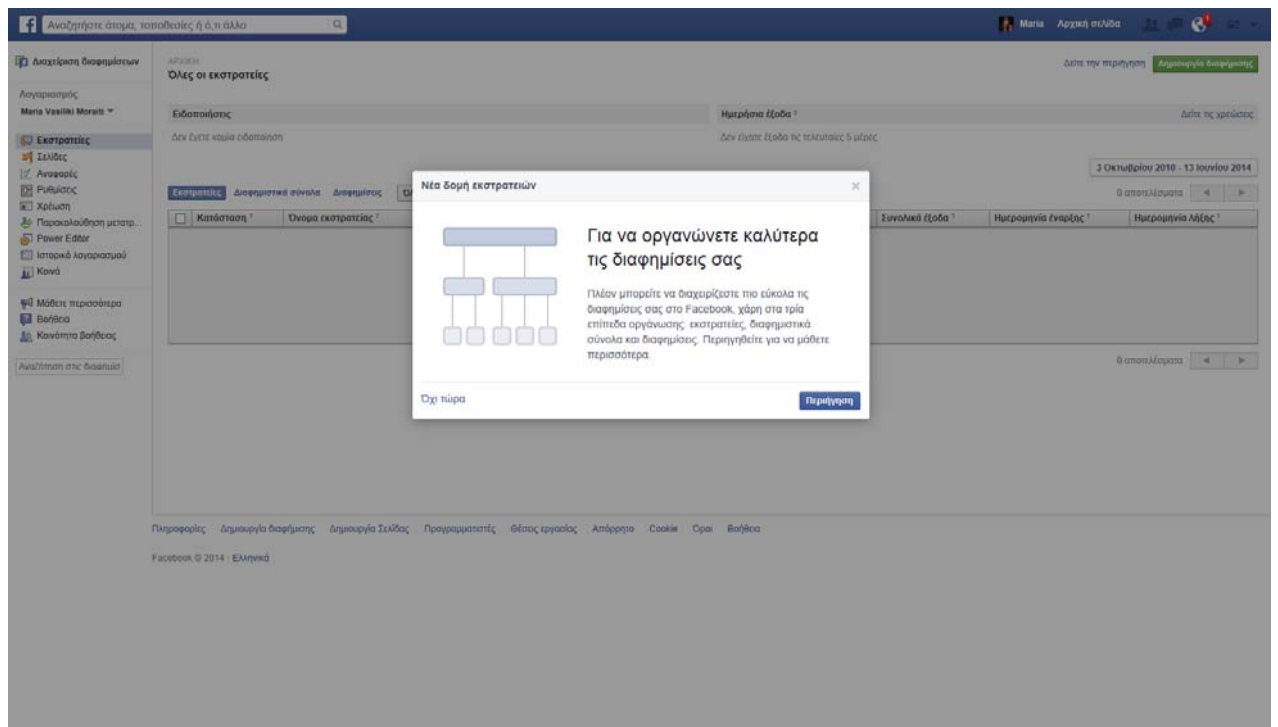 f
Αναζητήστε άτομα, τοποθεσίες ή ό,τι άλλο
Maria Αρχική σελίδα
Διαχείριση διαφημίσεων
ΑΡΧΙΚΗ
Όλες οι εκστρατείες
Δείτε την περιήγηση Δημιουργία διαφήμισης
Λογαριασμός
Maria Vasiliki Moraiti
Ειδοποιήσεις
Ημερήσια έξοδα ?
Δείτε τις χρεώσεις
Δεν έχετε καμία ειδοποίηση
Δεν είχατε έξοδα τις τελευταίες 5 μέρες
Εκστρατείες
Σελίδες
Αναφορές
Ρυθμίσεις
Χρέωση
Παρακολούθηση μετατρ...
Power Editor
Ιστορικό λογαριασμού
Κοινά
Μάθετε περισσότερα
Βοήθεια
Κοινότητα βοήθειας
Αναζήτηση στις διαφημίσ
3 Οκτωβρίου 2010 - 13 Ιουνίου 2014
Εκστρατείες Διαφημιστικά σύνολα Διαφημίσεις
0 αποτελέσματα
Κατάσταση ? Όνομα εκστρατείας ? Συνολικά έξοδα ? Ημερομηνία έναρξης ? Ημερομηνία λήξης ?
0 αποτελέσματα
Νέα δομή εκστρατειών
Για να οργανώνετε καλύτερα
τις διαφημίσεις σας
Πλέον μπορείτε να διαχειρίζεστε πιο εύκολα τις
διαφημίσεις σας στο Facebook, χάρη στα τρία
επίπεδα οργάνωσης: εκστρατείες, διαφημιστικά
σύνολα και διαφημίσεις. Περιηγηθείτε για να μάθετε
περισσότερα.
Όχι τώρα
Περιήγηση
Πληροφορίες Δημιουργία διαφήμισης Δημιουργία Σελίδας Προγραμματιστές Θέσεις εργασίας Απόρρητο Cookie Όροι Βοήθεια
Facebook © 2014 · Ελληνικά